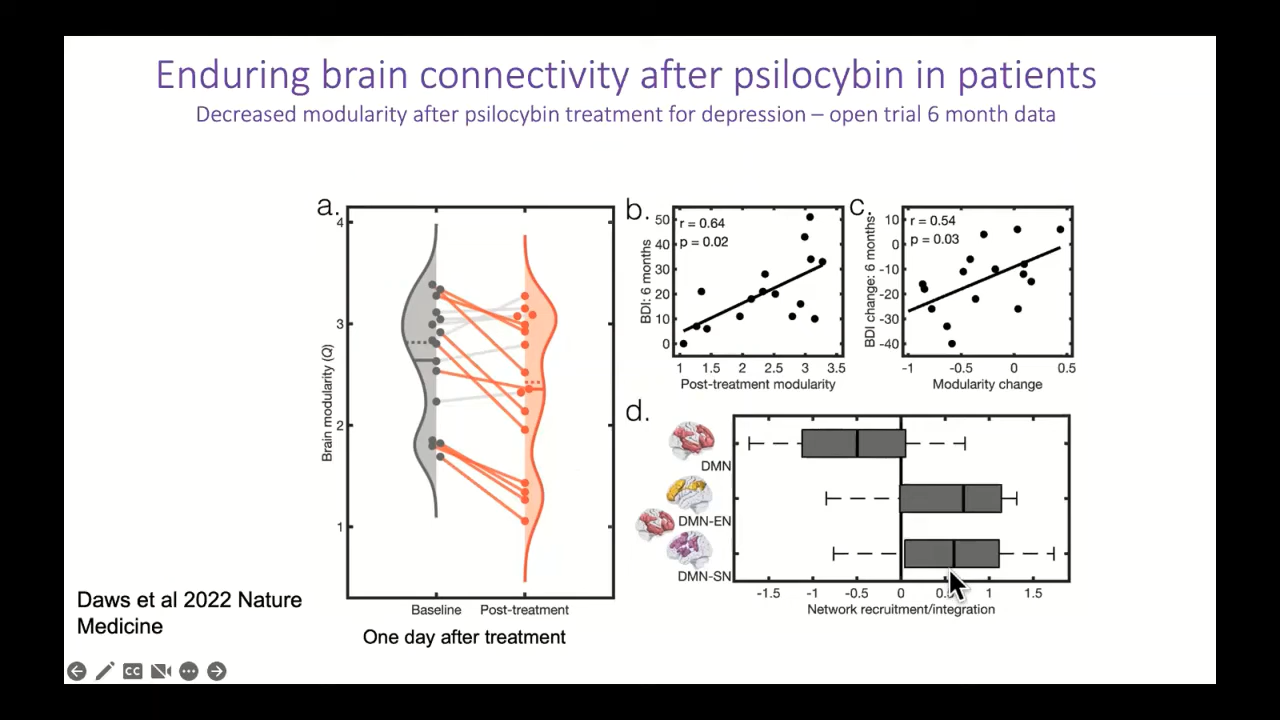 Enduring brain connectivity after psilocybin in patients
Decreased modularity after psilocybin treatment for depression – open trial 6 month data
a.
4
3
2
1
Brain modularity (Q)
Baseline
Post-treatment
One day after treatment
b.
r = 0.64
p = 0.02
50
40
30
20
10
0
BDI: 6 months
1
1.5
2
2.5
3
3.5
Post-treatment modularity
c.
r = 0.54
p = 0.03
10
0
-10
-20
-30
-40
BDI change: 6 months
-1
-0.5
0
0.5
Modularity change
d.
DMN
DMN-EN
DMN-SN
-1.5
-1
-0.5
0
1
1.5
Network recruitment/integration
Daws et al 2022 Nature
Medicine
CC